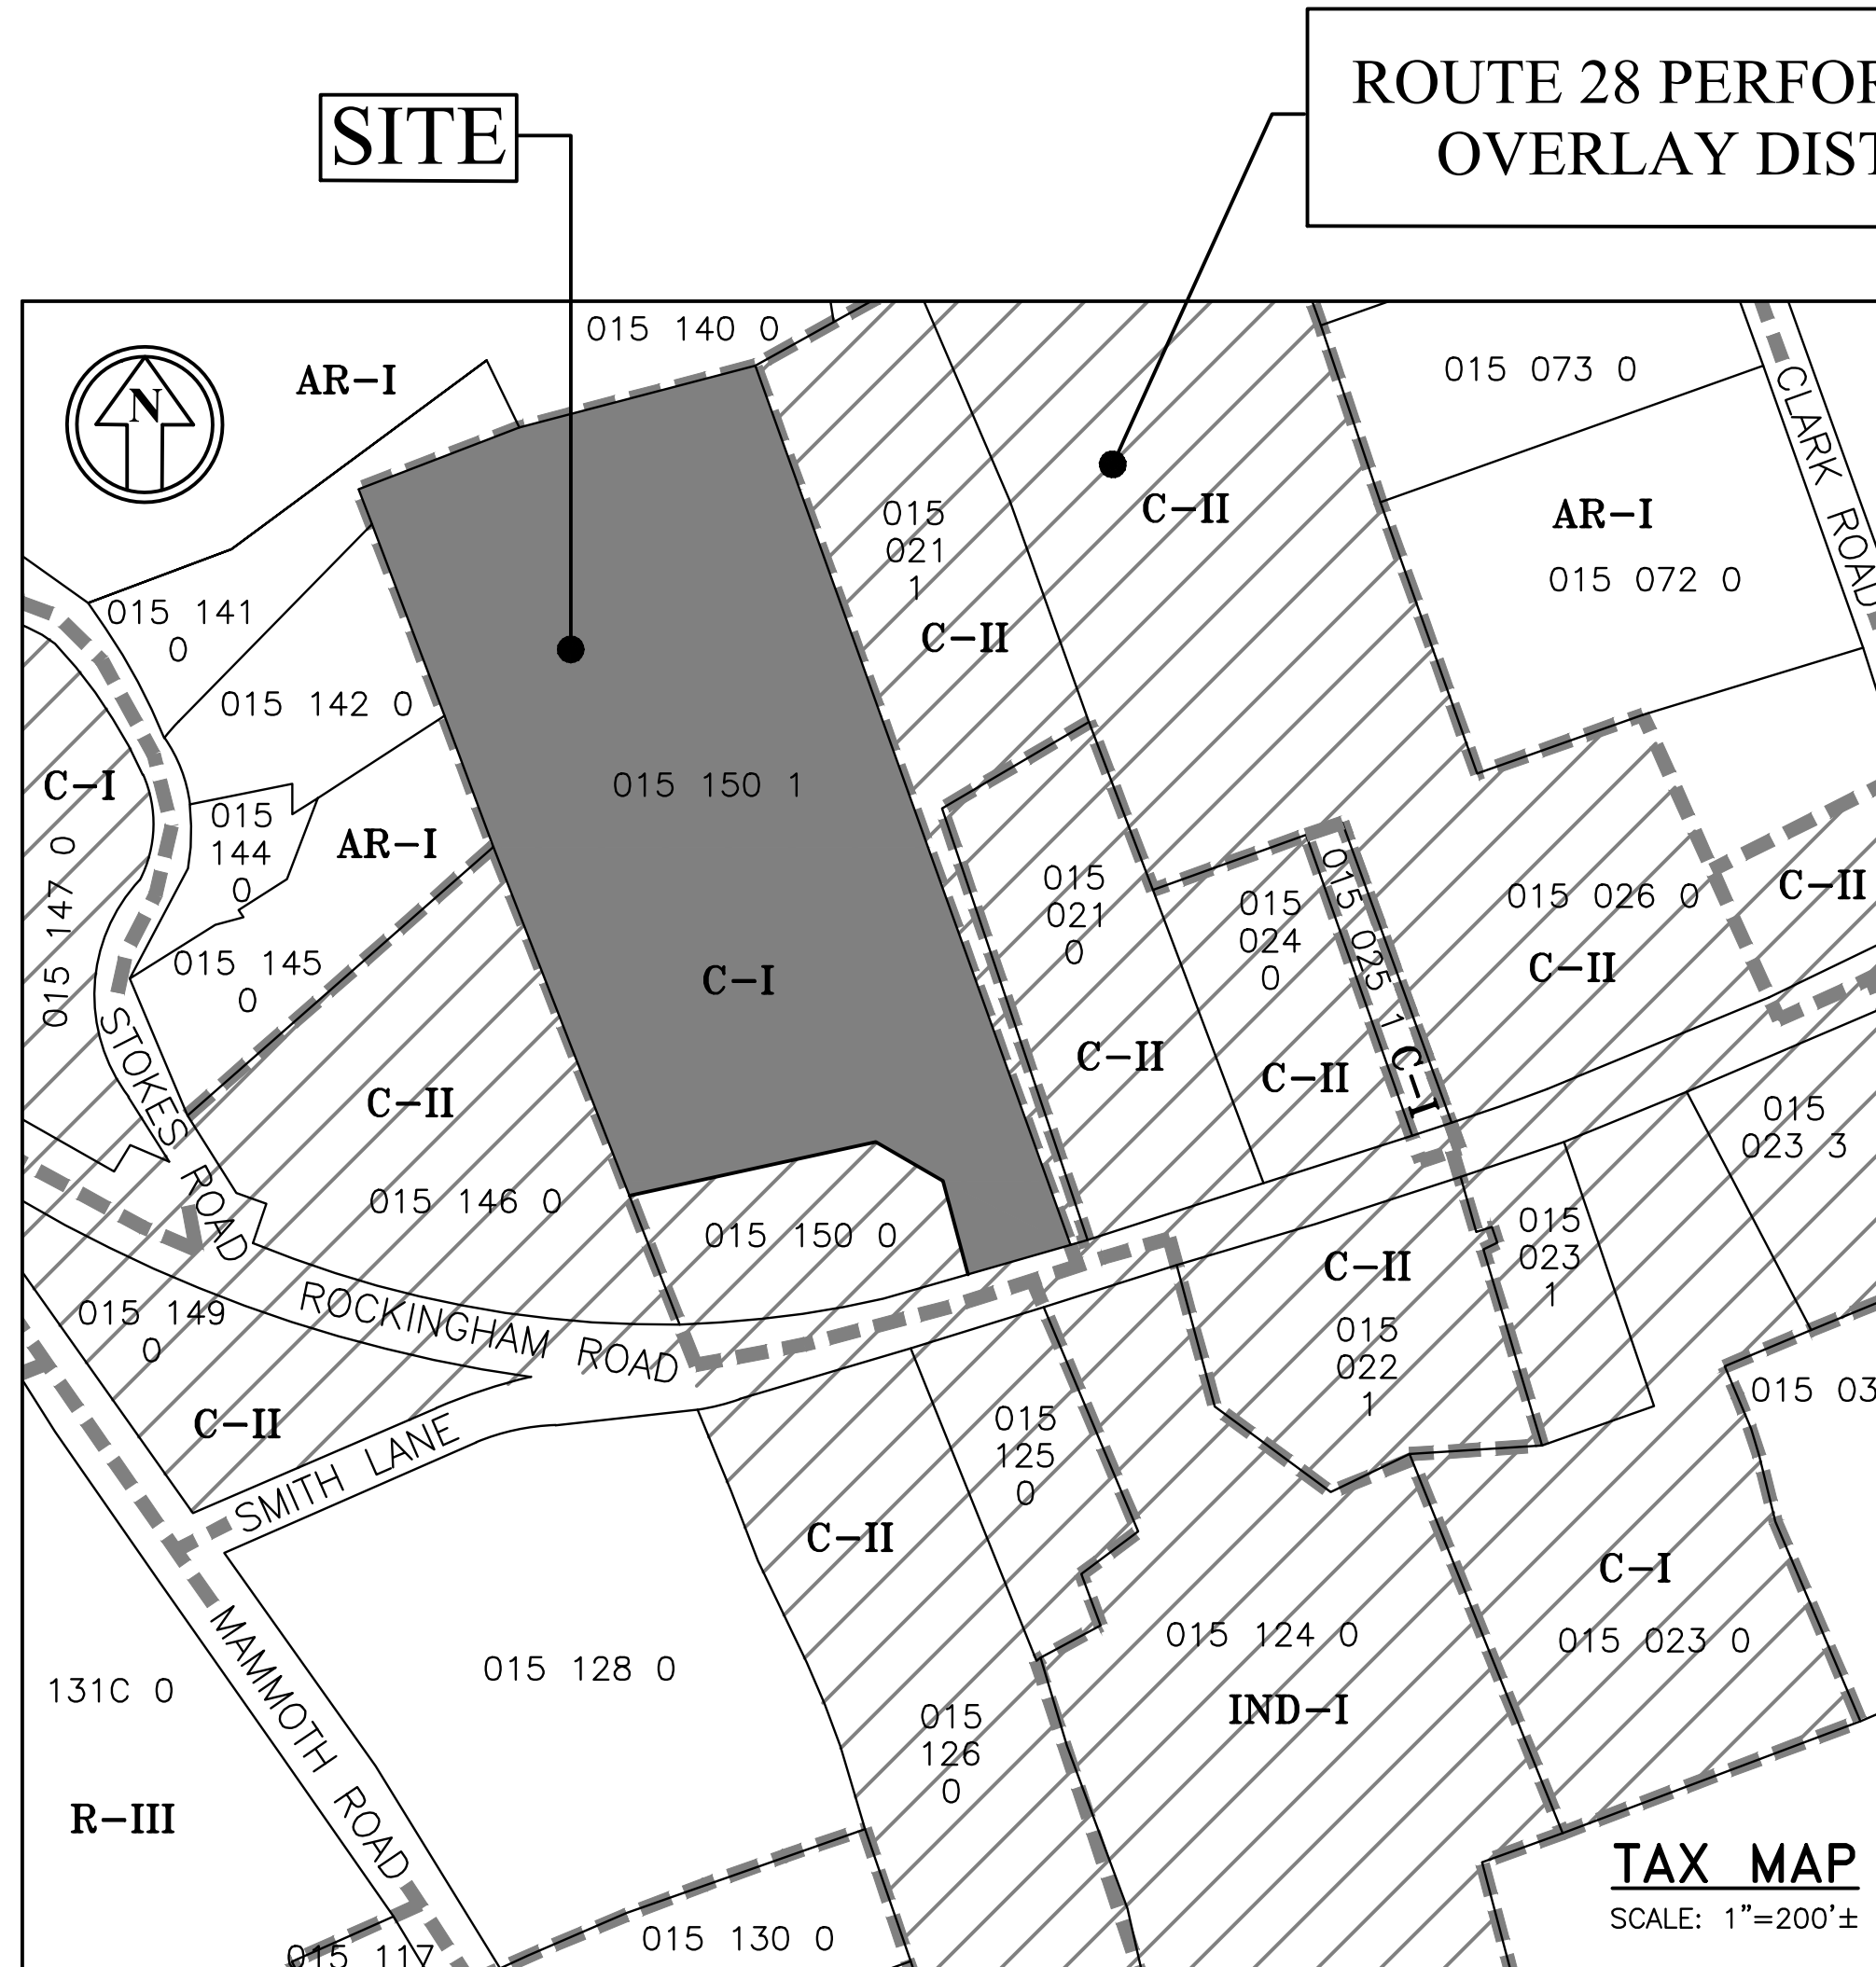 SITE
ROUTE 28 PERFOR
OVERLAY DIST
N
AR-I
015 140 0
015 073 0
CLARK ROAD
015
021
1
C-II
C-II
AR-I
015 072 0
015 141
0
015 142 0
C-I
015 147 0
015
144
0
AR-I
015 150 1
C-I
015 145
0
STOKES ROAD
015
021
0
C-II
015
024
0
C-II
015 025 1
C-I
015 026 0
C-II
C-II
C-II
015 146 0
015 150 0
015
023 3
015
023
1
C-II
015
022
1
015 149
0
C-II
ROCKINGHAM ROAD
SMITH LANE
015 03
015
125
0
C-II
C-I
015 023 0
015 124 0
IND-I
015 128 0
015
126
0
131C 0
R-III
MAMMOTH ROAD
015 130 0
015 117
TAX MAP
SCALE: 1"=200'±